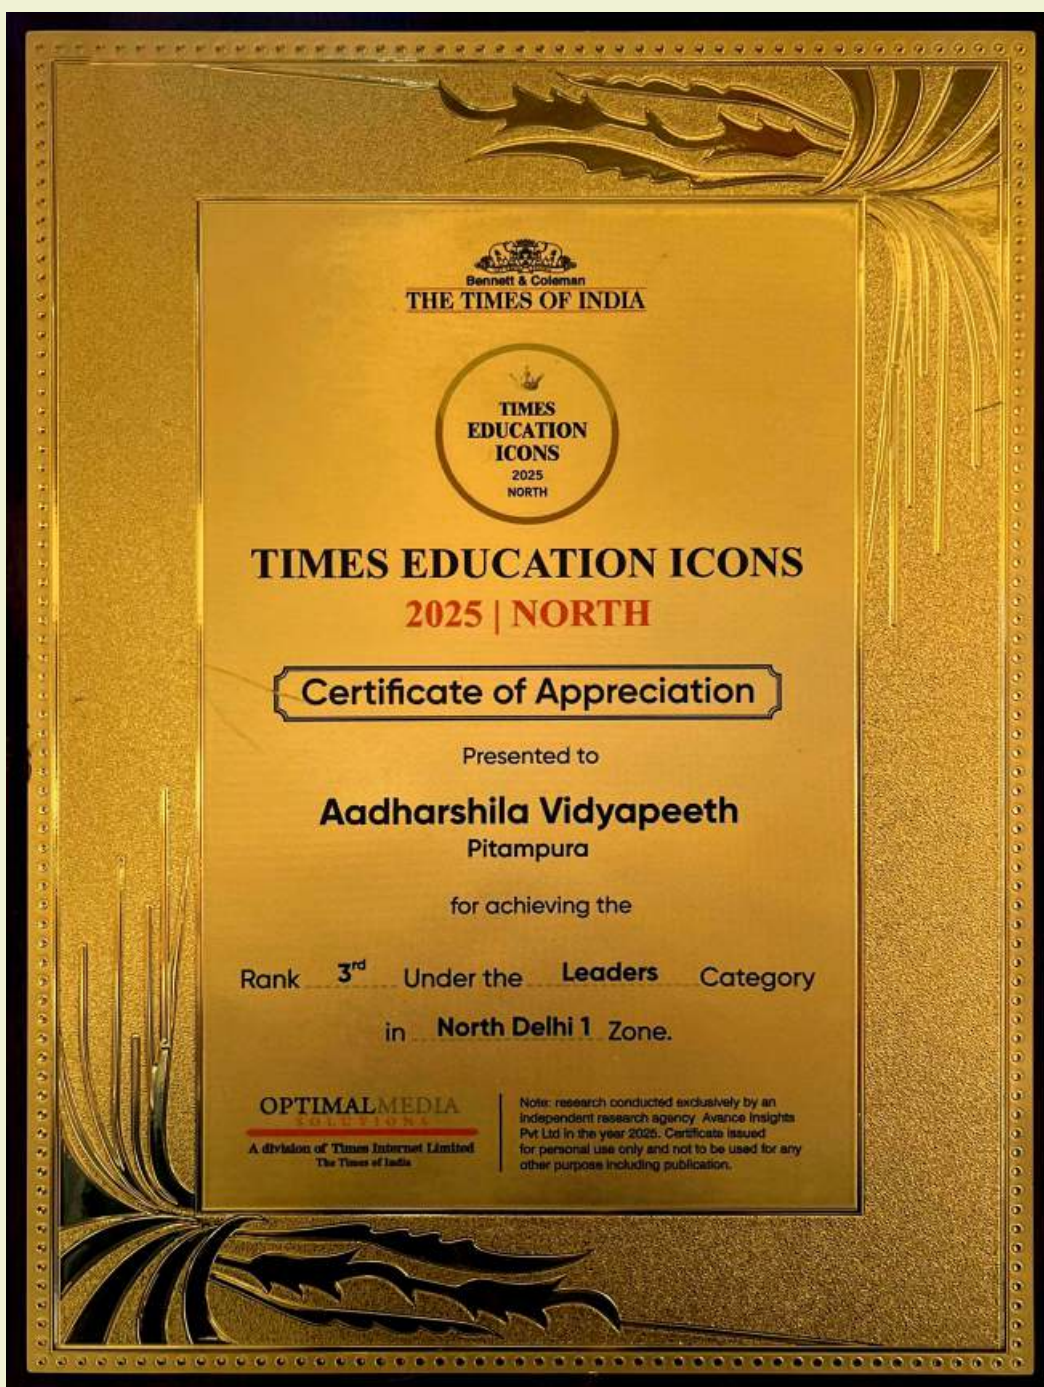 Bennett & Coleman
THE TIMES OF INDIA
TIMES
EDUCATION
ICONS
2025
NORTH
TIMES EDUCATION ICONS
2025 | NORTH
Certificate of Appreciation
Presented to
Aadharshila Vidyapeeth
Pitampura
for achieving the
Rank 3rd Under the Leaders Category
in North Delhi 1 Zone.
OPTIMALMEDIA
SOLUTIONS
A division of Times Internet Limited
The Times of India
Note: research conducted exclusively by an
independent research agency Avance Insights
Pvt Ltd in the year 2025. Certificate issued
for personal use only and not to be used for any
other purpose including publication.